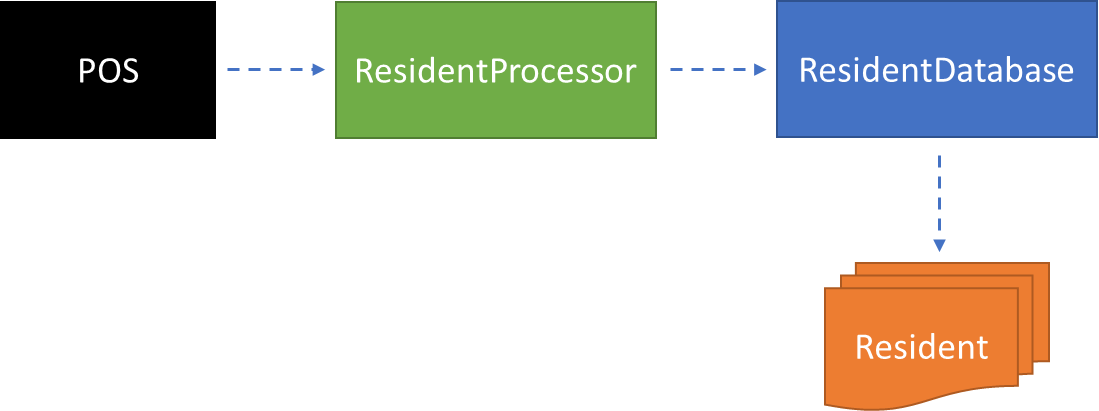 POS
ResidentProcessor
ResidentDatabase
Resident